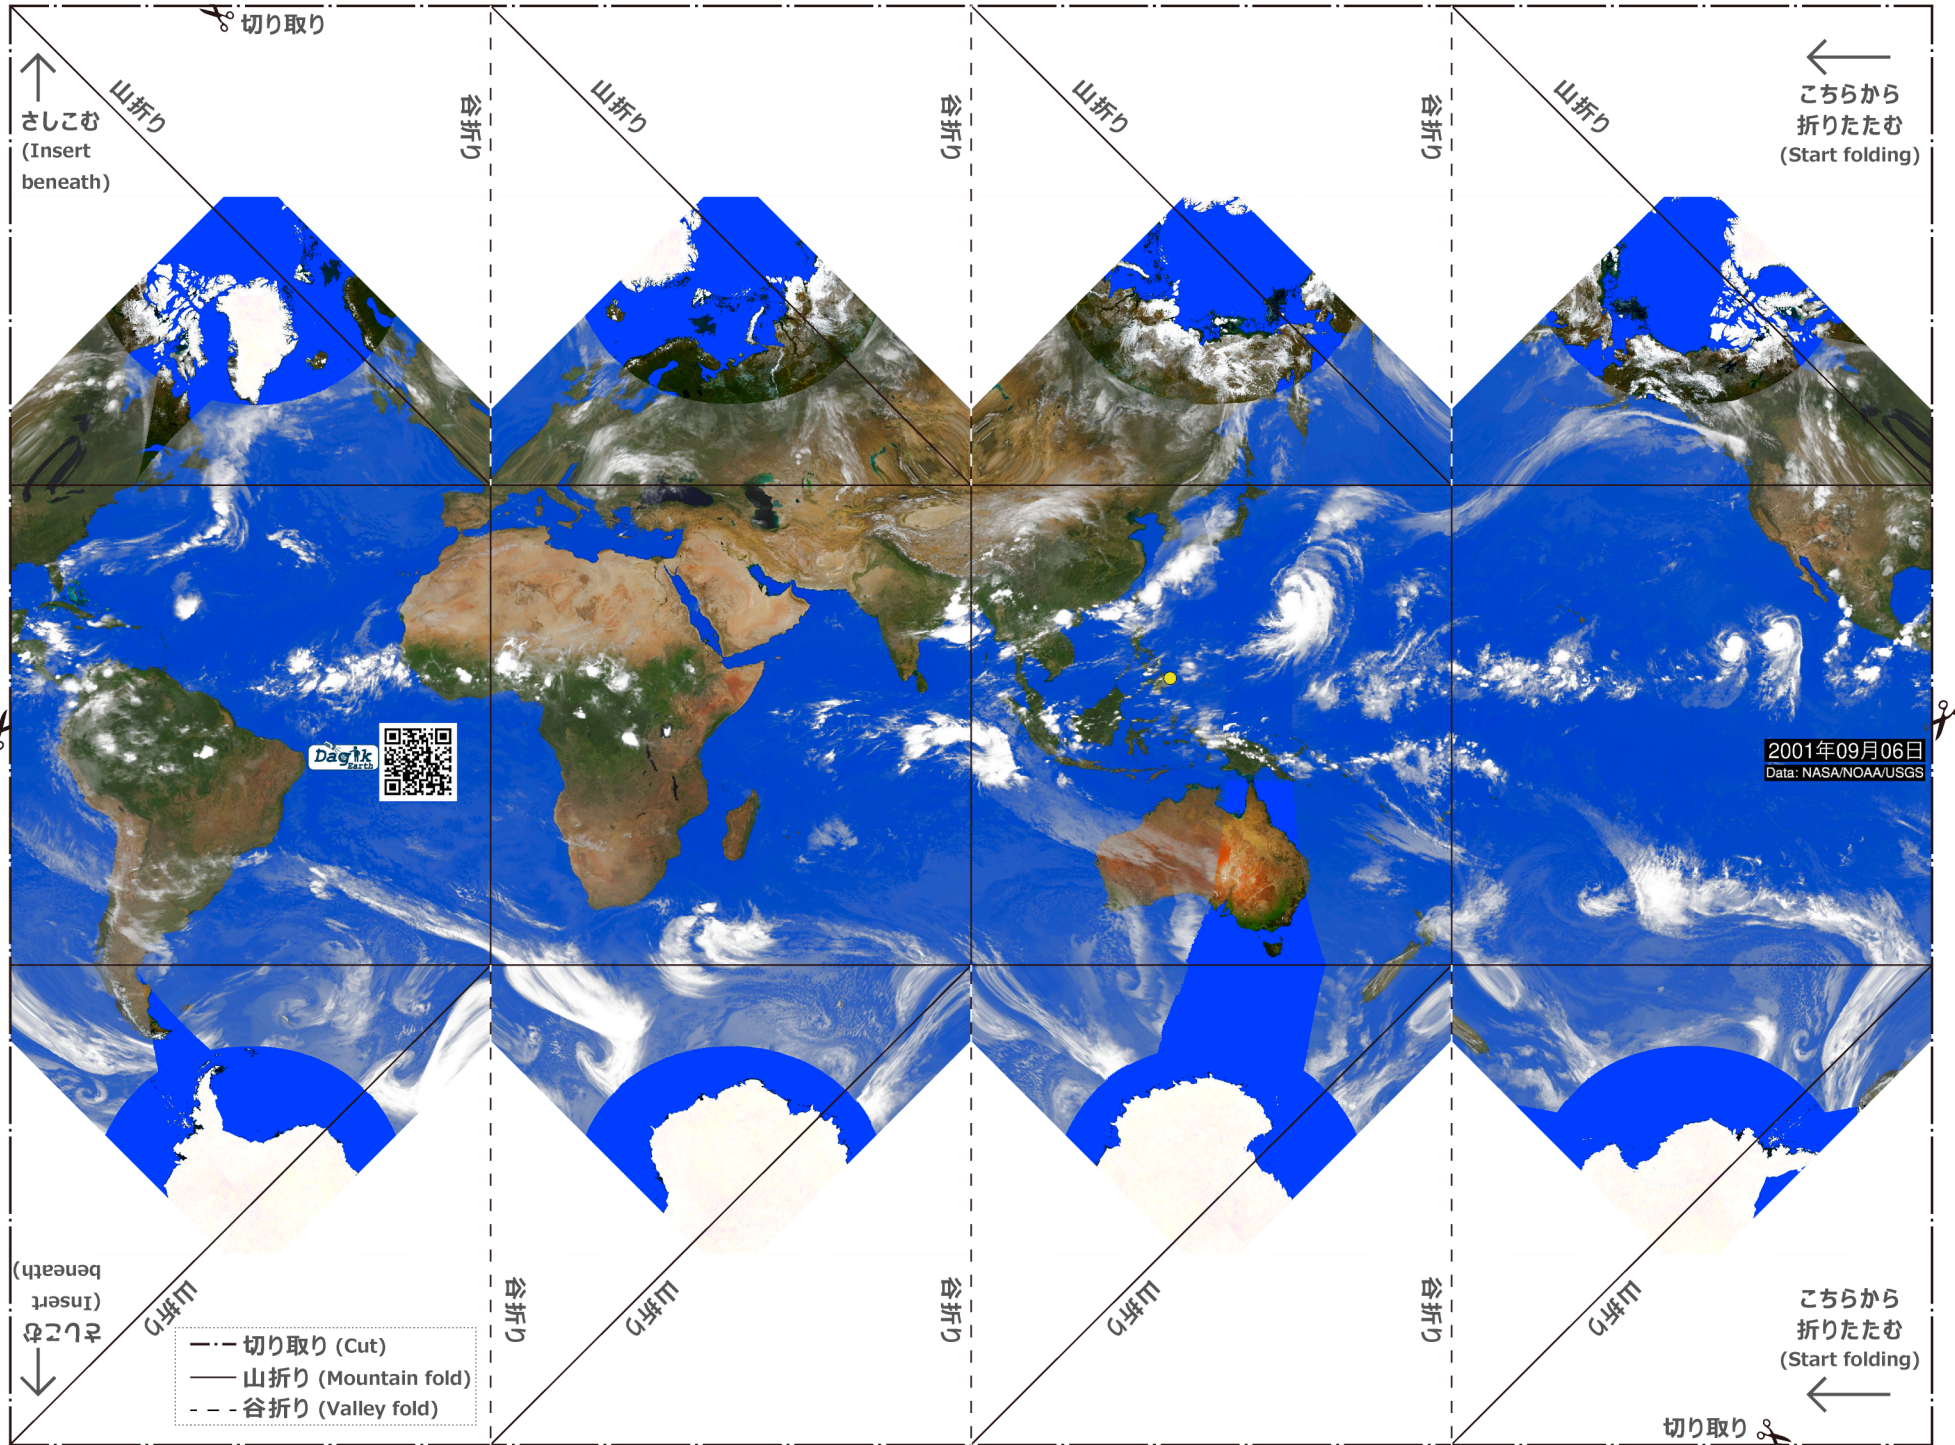 切り取り
さしこむ
(Insert
beneath)
山折り
谷折り
山折り
谷折り
山折り
谷折り
山折り
こちらから
折りたたむ
(Start folding)
Dagik
Earth
2001年09月06日
Data: NASA/NOAA/USGS
さしこむ
(Insert
beneath)
山折り
谷折り
山折り
谷折り
山折り
谷折り
山折り
こちらから
折りたたむ
(Start folding)
切り取り (Cut)
山折り (Mountain fold)
谷折り (Valley fold)
切り取り